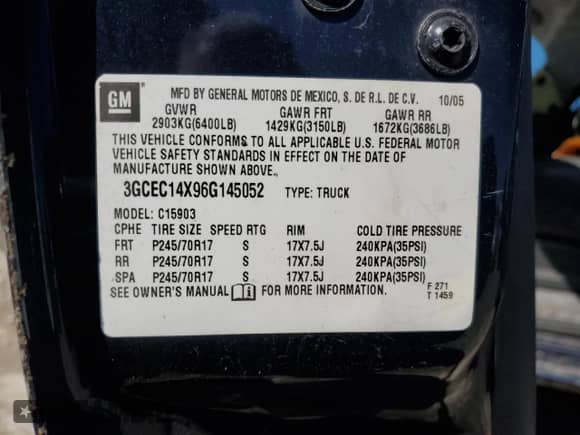 GM
MFD BY GENERAL MOTORS DE MEXICO, S. DE R.L. DE C.V. 10/05
GVWR GAWR FRT GAWR RR
2903KG(6400LB) 1429KG(3150LB) 1672KG(3686LB)
THIS VEHICLE CONFORMS TO ALL APPLICABLE U.S. FEDERAL MOTOR
VEHICLE SAFETY STANDARDS IN EFFECT ON THE DATE OF
MANUFACTURE SHOWN ABOVE.
3GCEC14X96G145052 TYPE: TRUCK
MODEL: C15903
CPHE TIRE SIZE SPEED RTG RIM COLD TIRE PRESSURE
FRT P245/70R17 S 17X7.5J 240KPA(35PSI)
RR P245/70R17 S 17X7.5J 240KPA(35PSI)
SPA P245/70R17 S 17X7.5J 240KPA(35PSI)
SEE OWNER'S MANUAL FOR MORE INFORMATION.
F 271
T 1459